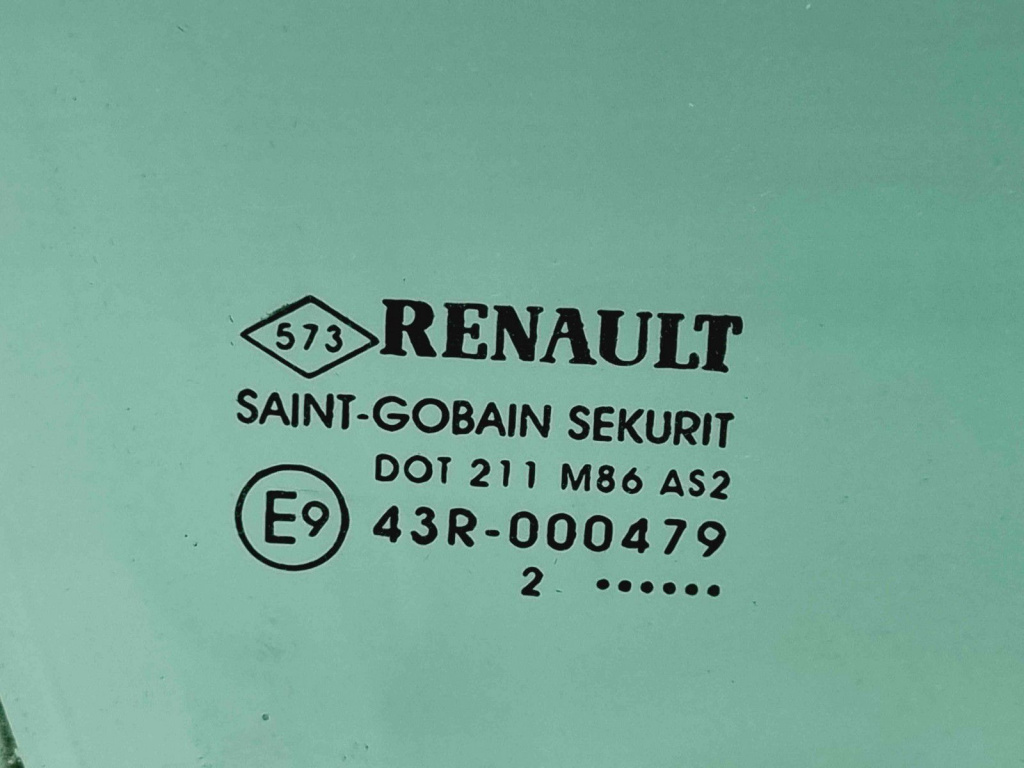 573 RENAULT
SAINT-GOBAIN SEKURIT
DOT 211 M86 AS2
E9 43R-000479
2 ••••••